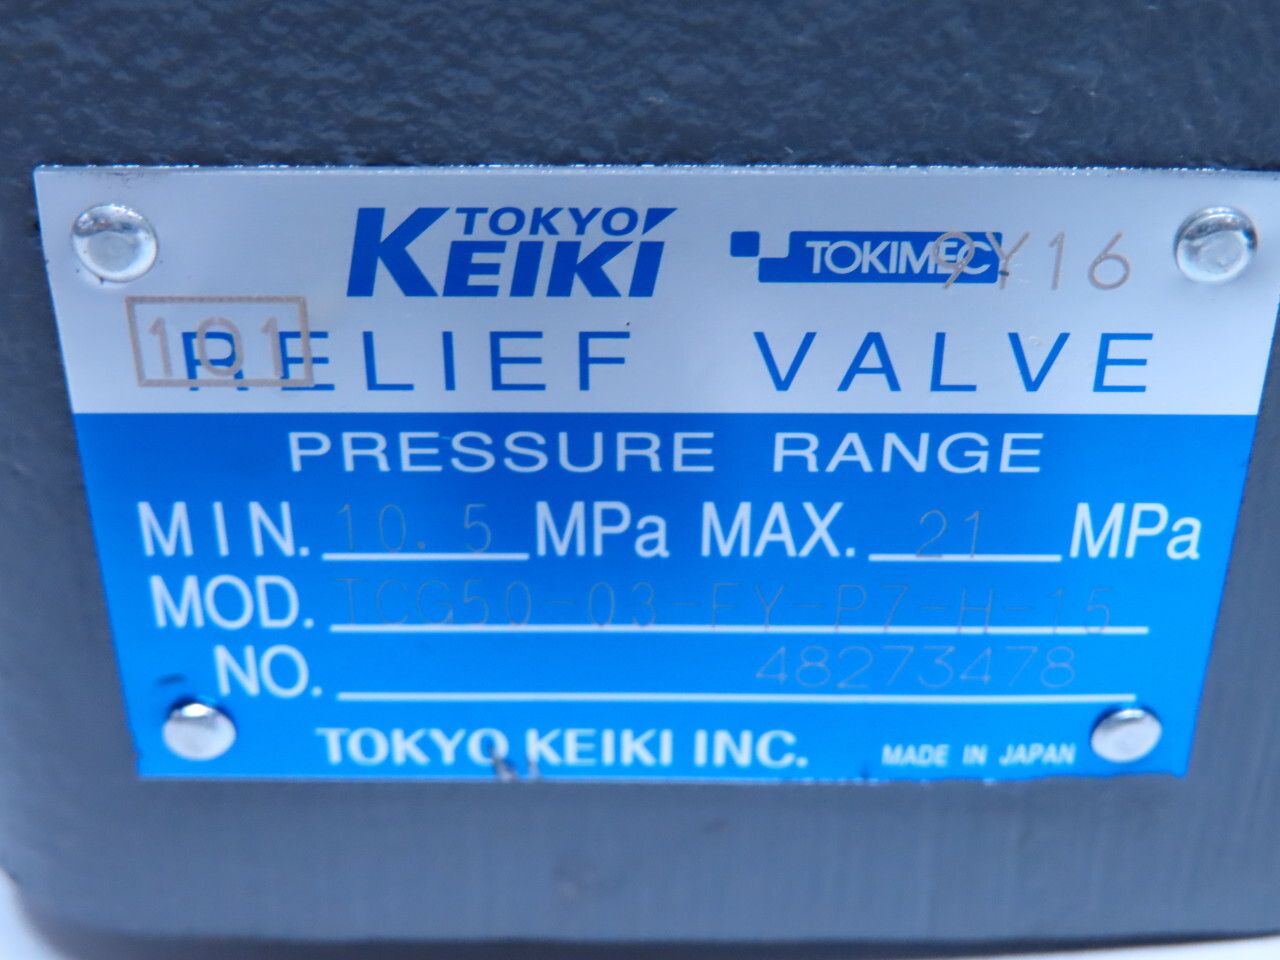 TOKYO KEIKI TOKIMEC 9Y16
101
RELIEF VALVE
PRESSURE RANGE
MIN. 10.5 MPa MAX. 21 MPa
MOD. TCG50-03-FY-P7-H-15
NO. 48273478
TOKYO KEIKI INC. MADE IN JAPAN